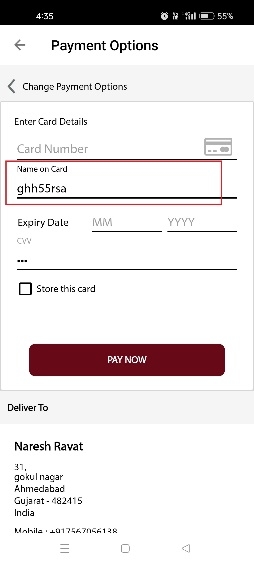 4:35
55%
Payment Options
Change Payment Options
Enter Card Details
Card Number
Name on Card
ghh55rsa
Expiry Date MM YYYY
CVV
•••
Store this card
PAY NOW
Deliver To
Naresh Ravat
31,
gokul nagar
Ahmedabad
Gujarat - 482415
India
Mobile : +917567056138